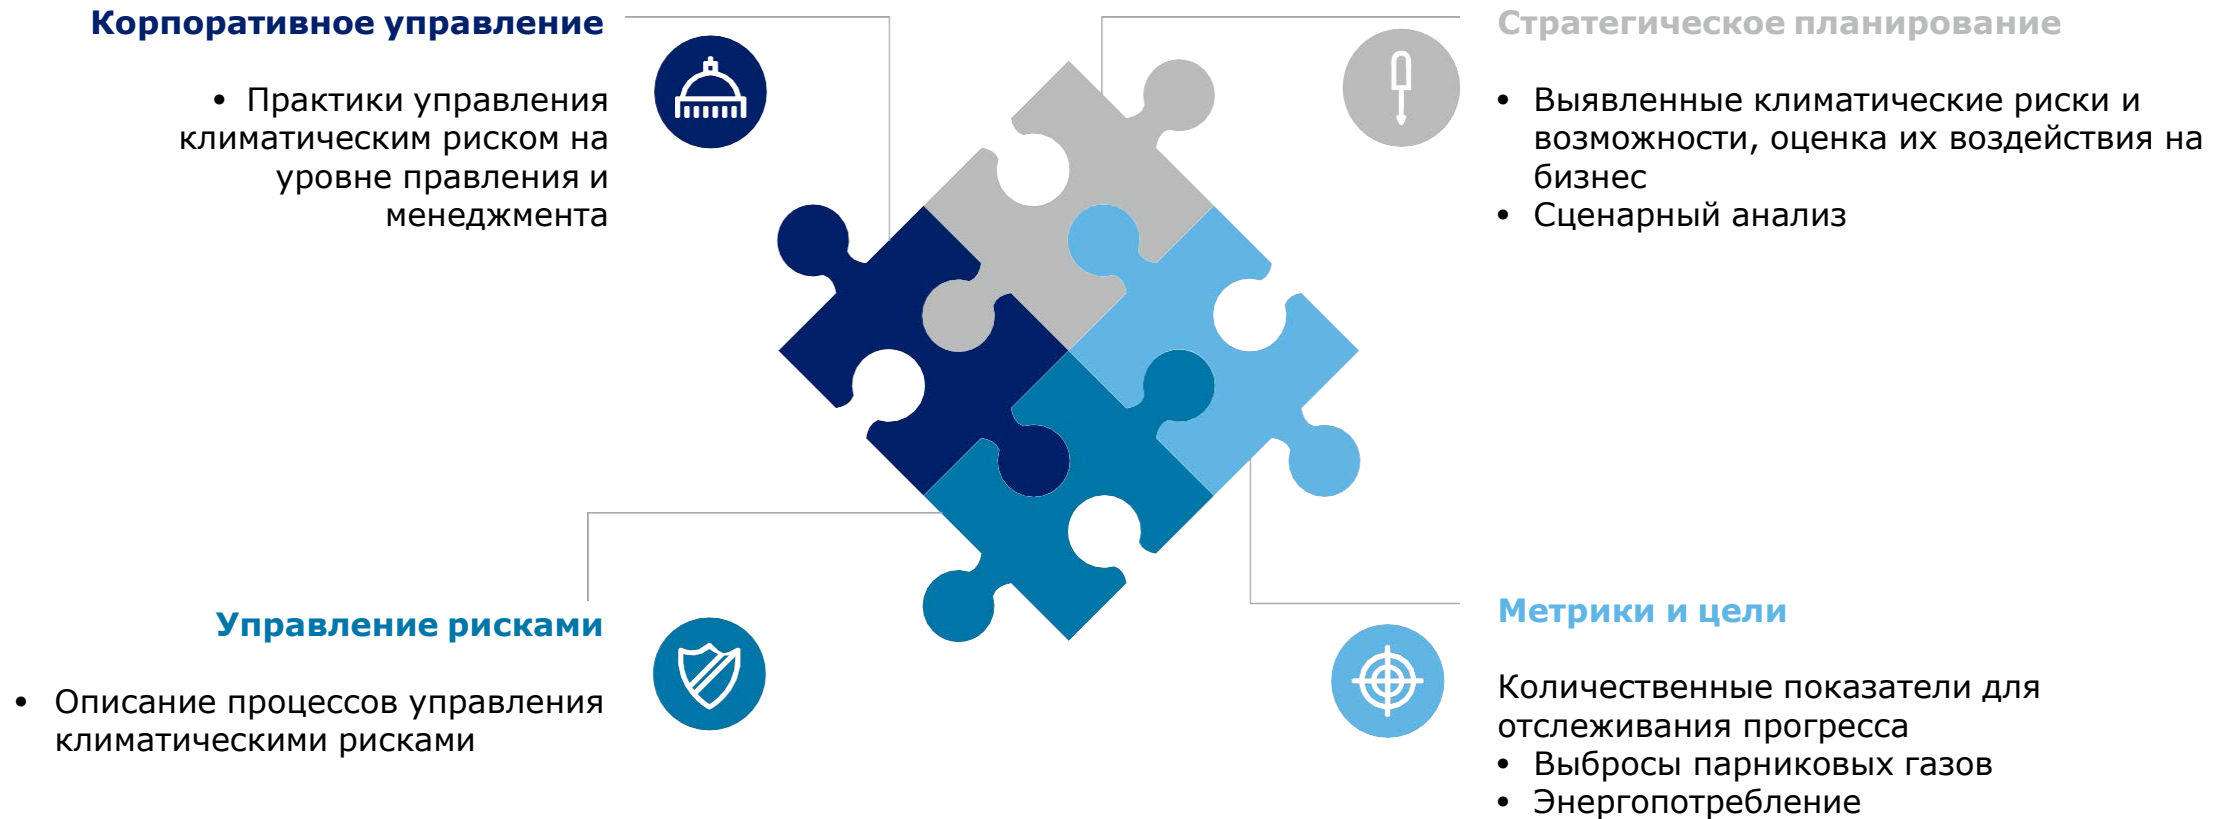 Корпоративное управление
• Практики управления
климатическим риском на
уровне правления и
менеджмента
Стратегическое планирование
• Выявленные климатические риски и
возможности, оценка их воздействия на
бизнес
• Сценарный анализ
Управление рисками
• Описание процессов управления
климатическими рисками
Метрики и цели
Количественные показатели для
отслеживания прогресса
• Выбросы парниковых газов
• Энергопотребление